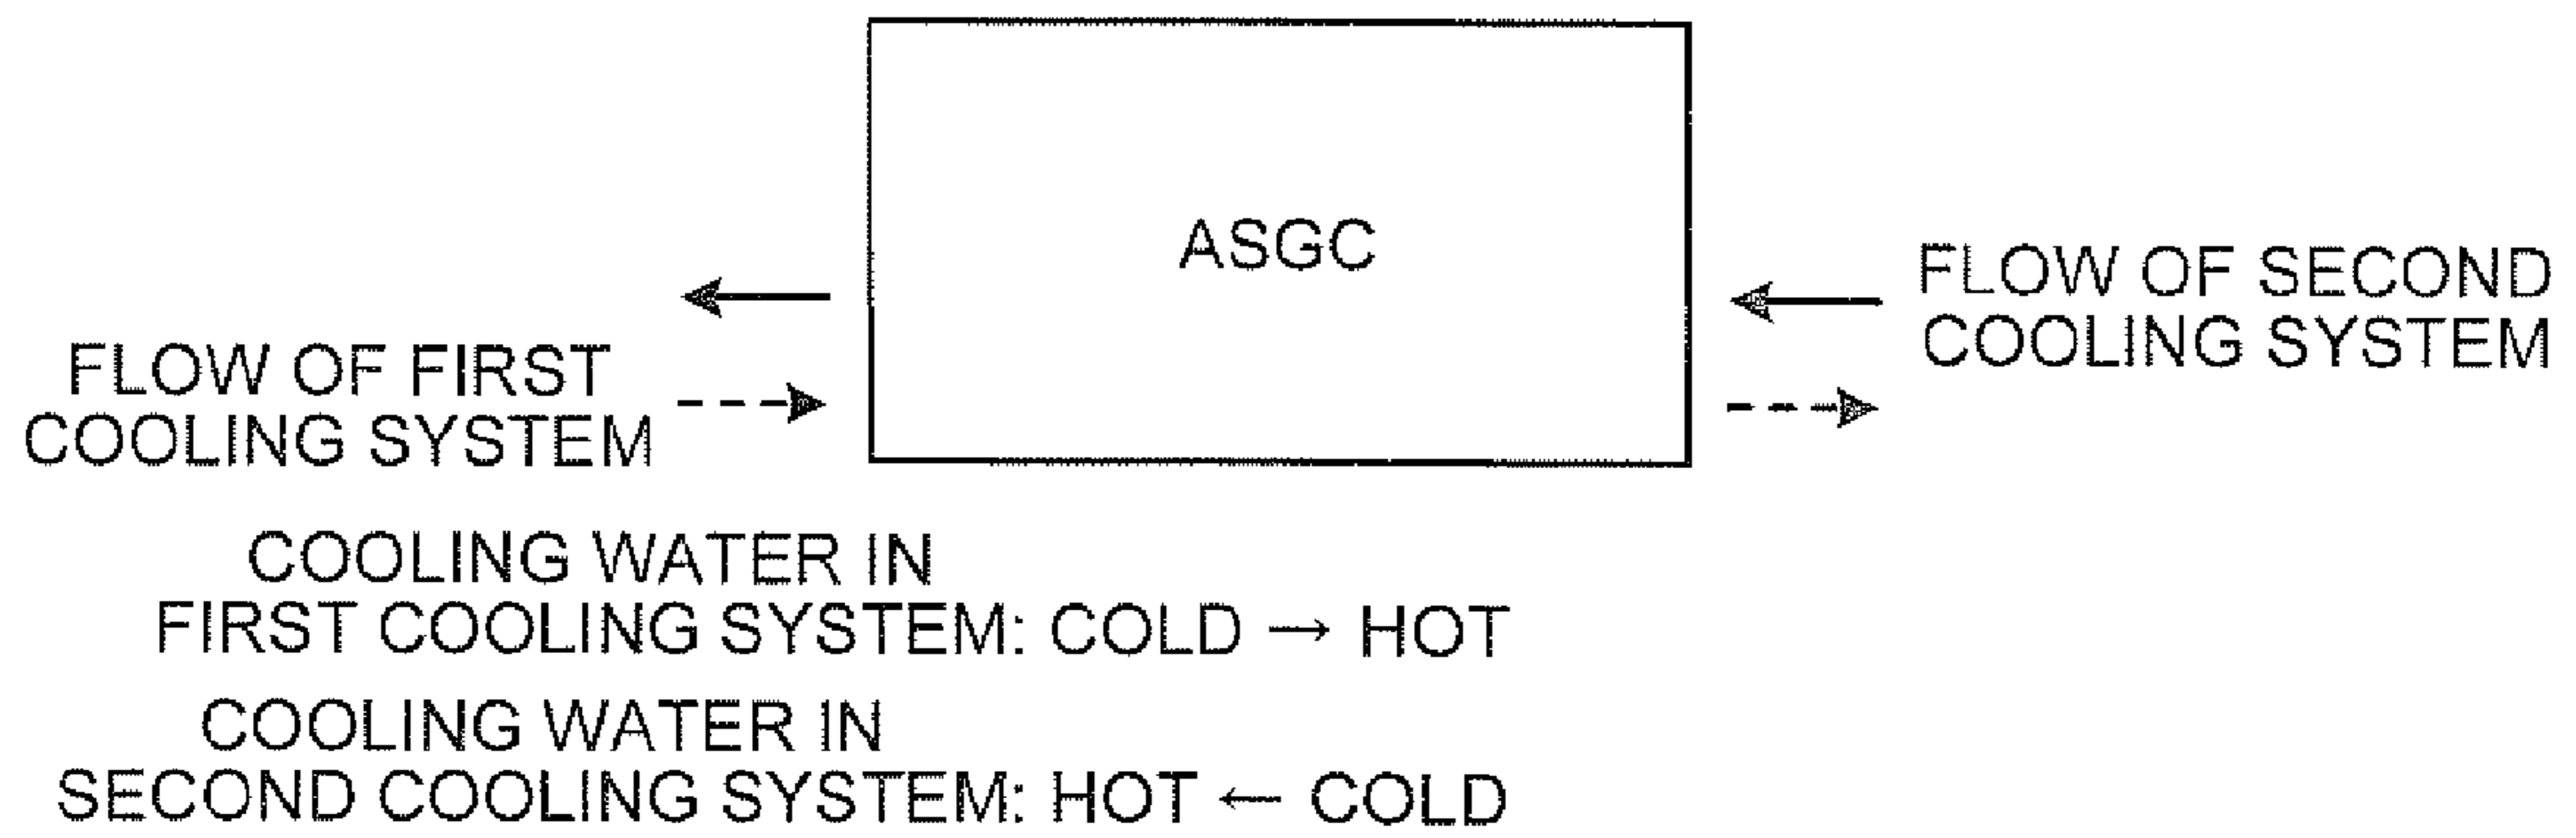 ASGC
FLOW OF SECOND
COOLING SYSTEM
FLOW OF FIRST
COOLING SYSTEM
COOLING WATER IN
FIRST COOLING SYSTEM: COLD → HOT
COOLING WATER IN
SECOND COOLING SYSTEM: HOT ← COLD